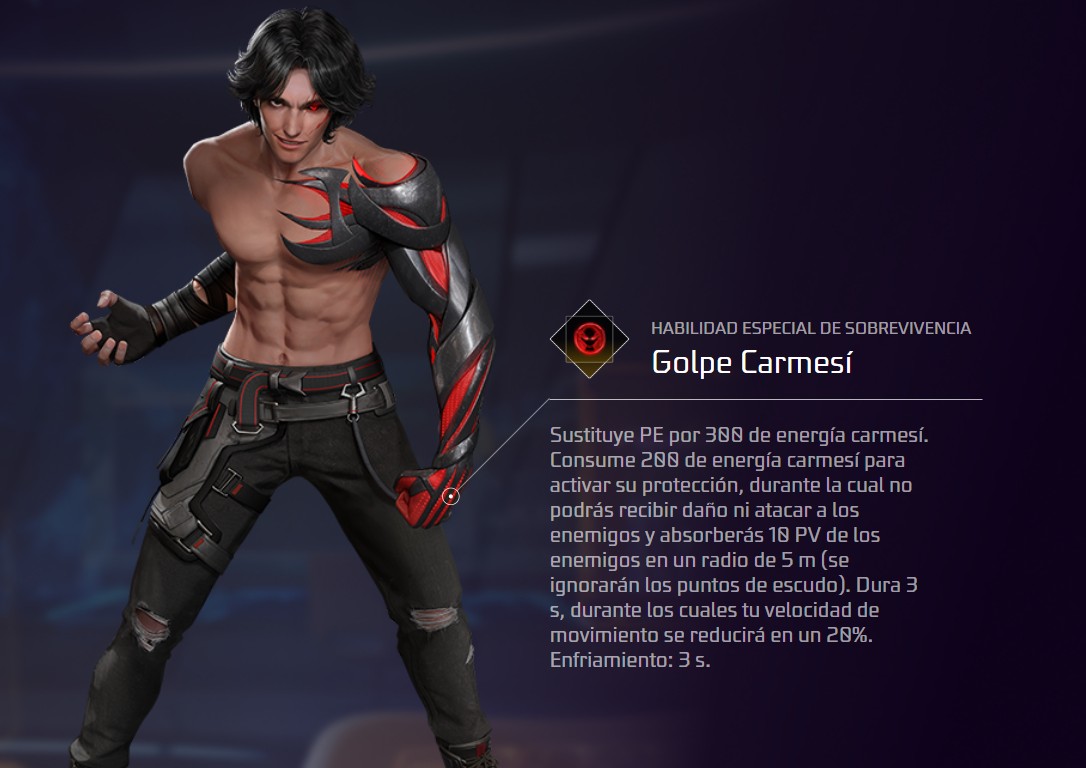 HABILIDAD ESPECIAL DE SOBREVIVENCIA
Golpe Carmesí
Sustituye PE por 300 de energía carmesí.
Consume 200 de energía carmesí para
activar su protección, durante la cual no
podrás recibir daño ni atacar a los
enemigos y absorberás 10 PV de los
enemigos en un radio de 5 m (se
ignorarán los puntos de escudo). Dura 3
s, durante los cuales tu velocidad de
movimiento se reducirá en un 20%.
Enfriamiento: 3 s.